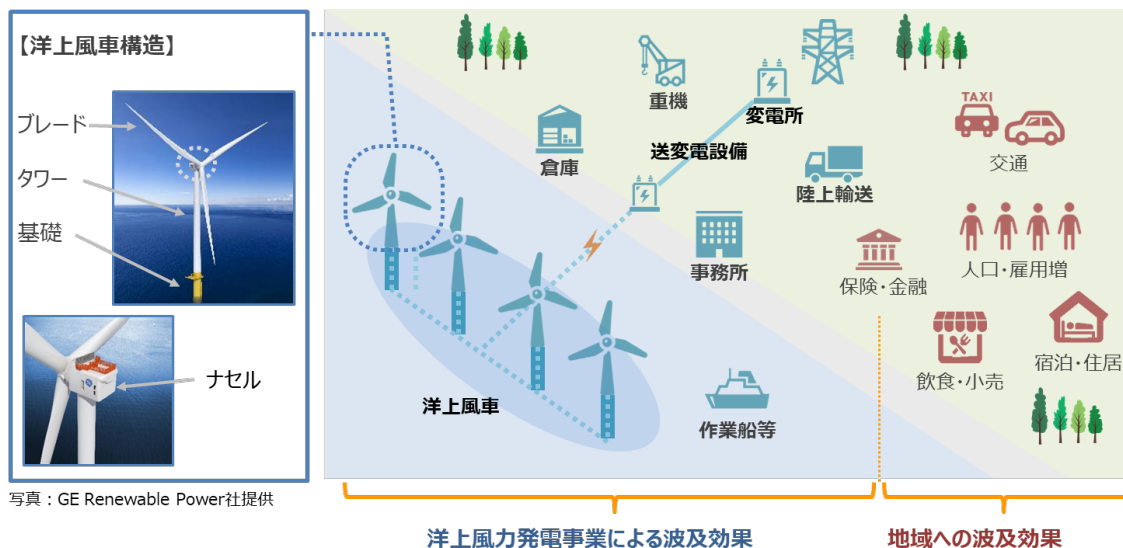 【洋上風車構造】
ブレード
タワー
基礎
ナセル
写真：GE Renewable Power社提供
重機
変電所
倉庫
送変電設備
陸上輸送
事務所
TAXI
交通
保険・金融
人口・雇用増
飲食・小売
宿泊・住居
洋上風車
作業船等
洋上風力発電事業による波及効果
地域への波及効果